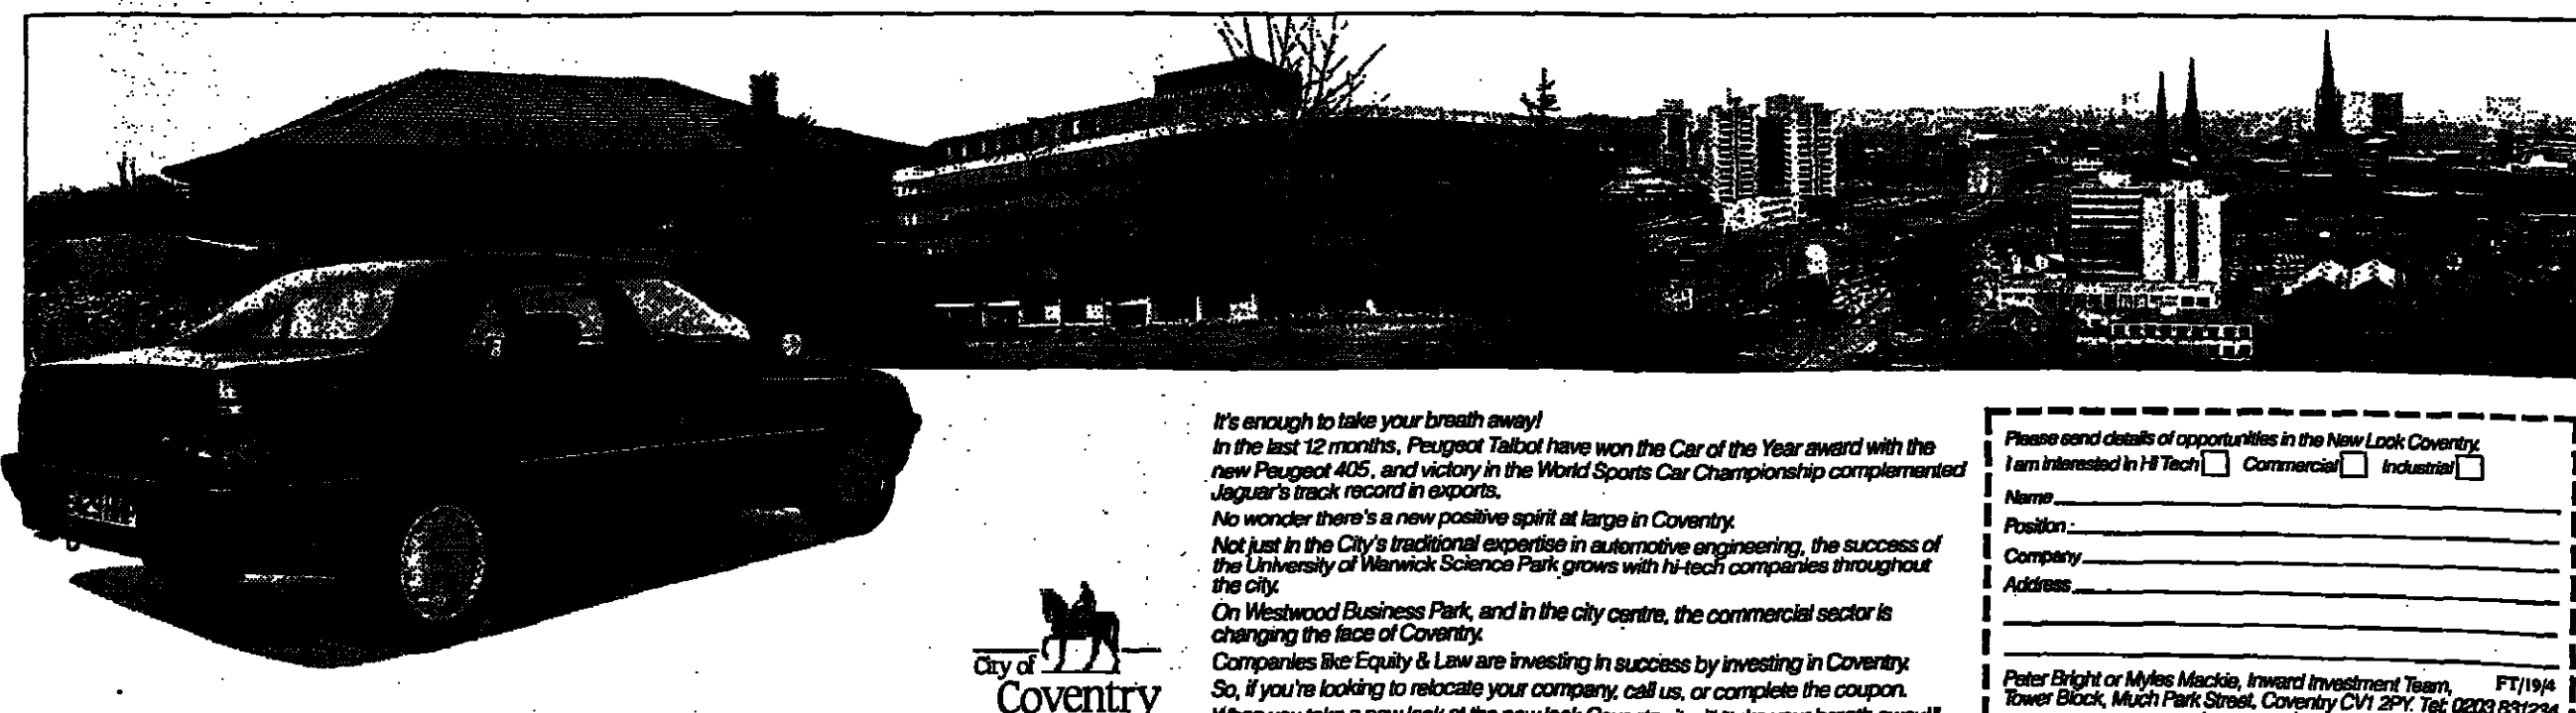 It's enough to take your breath away!
In the last 12 months, Peugeot Talbot have won the Car of the Year award with the
new Peugeot 405, and victory in the World Sports Car Championship complemented
Jaguar's track record in exports.
No wonder there's a new positive spirit at large in Coventry.
Not just in the City's traditional expertise in automotive engineering, the success of
the University of Warwick Science Park grows with hi-tech companies throughout
the city.
On Westwood Business Park, and in the city centre, the commercial sector is
changing the face of Coventry.
Companies like Equity & Law are investing in success by investing in Coventry.
So, if you're looking to relocate your company, call us, or complete the coupon.
City of
Coventry
Please send details of opportunities in the New Look Coventry.
I am interested in Hi Tech Commercial Industrial
Name
Position:
Company
Address
Peter Bright or Myles Mackie, Inward Investment Team, FT/19/4
Tower Block, Much Park Street, Coventry CV1 2PY. Tel: 0203 831234